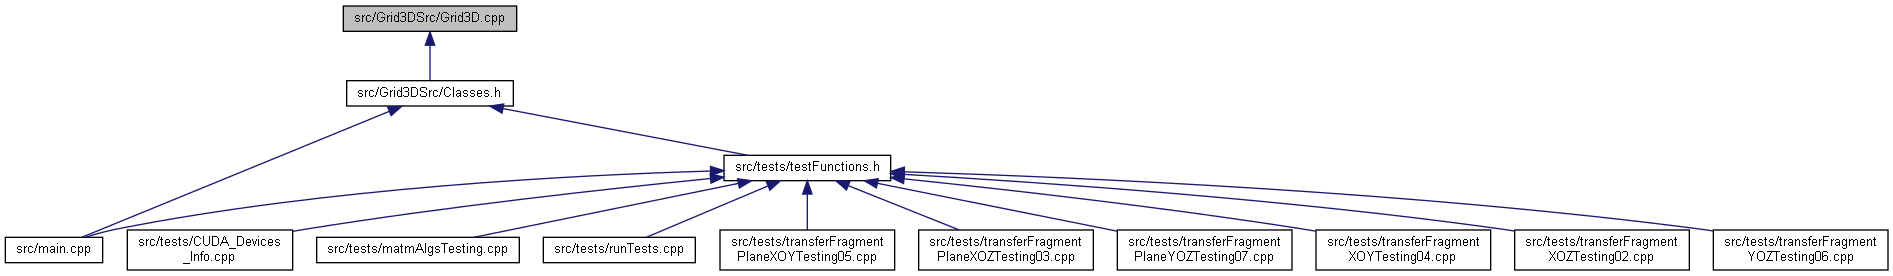 src/Grid3DSrc/Grid3D.cpp
src/Grid3DSrc/Classes.h
src/tests/testFunctions.h
src/main.cpp
src/tests/CUDA_Devices
_Info.cpp
src/tests/matmAlgsTesting.cpp
src/tests/runTests.cpp
src/tests/transferFragment
PlaneXOYTesting05.cpp
src/tests/transferFragment
PlaneXOZTesting03.cpp
src/tests/transferFragment
PlaneYOZTesting07.cpp
src/tests/transferFragment
XOYTesting04.cpp
src/tests/transferFragment
XOZTesting02.cpp
src/tests/transferFragment
YOZTesting06.cpp